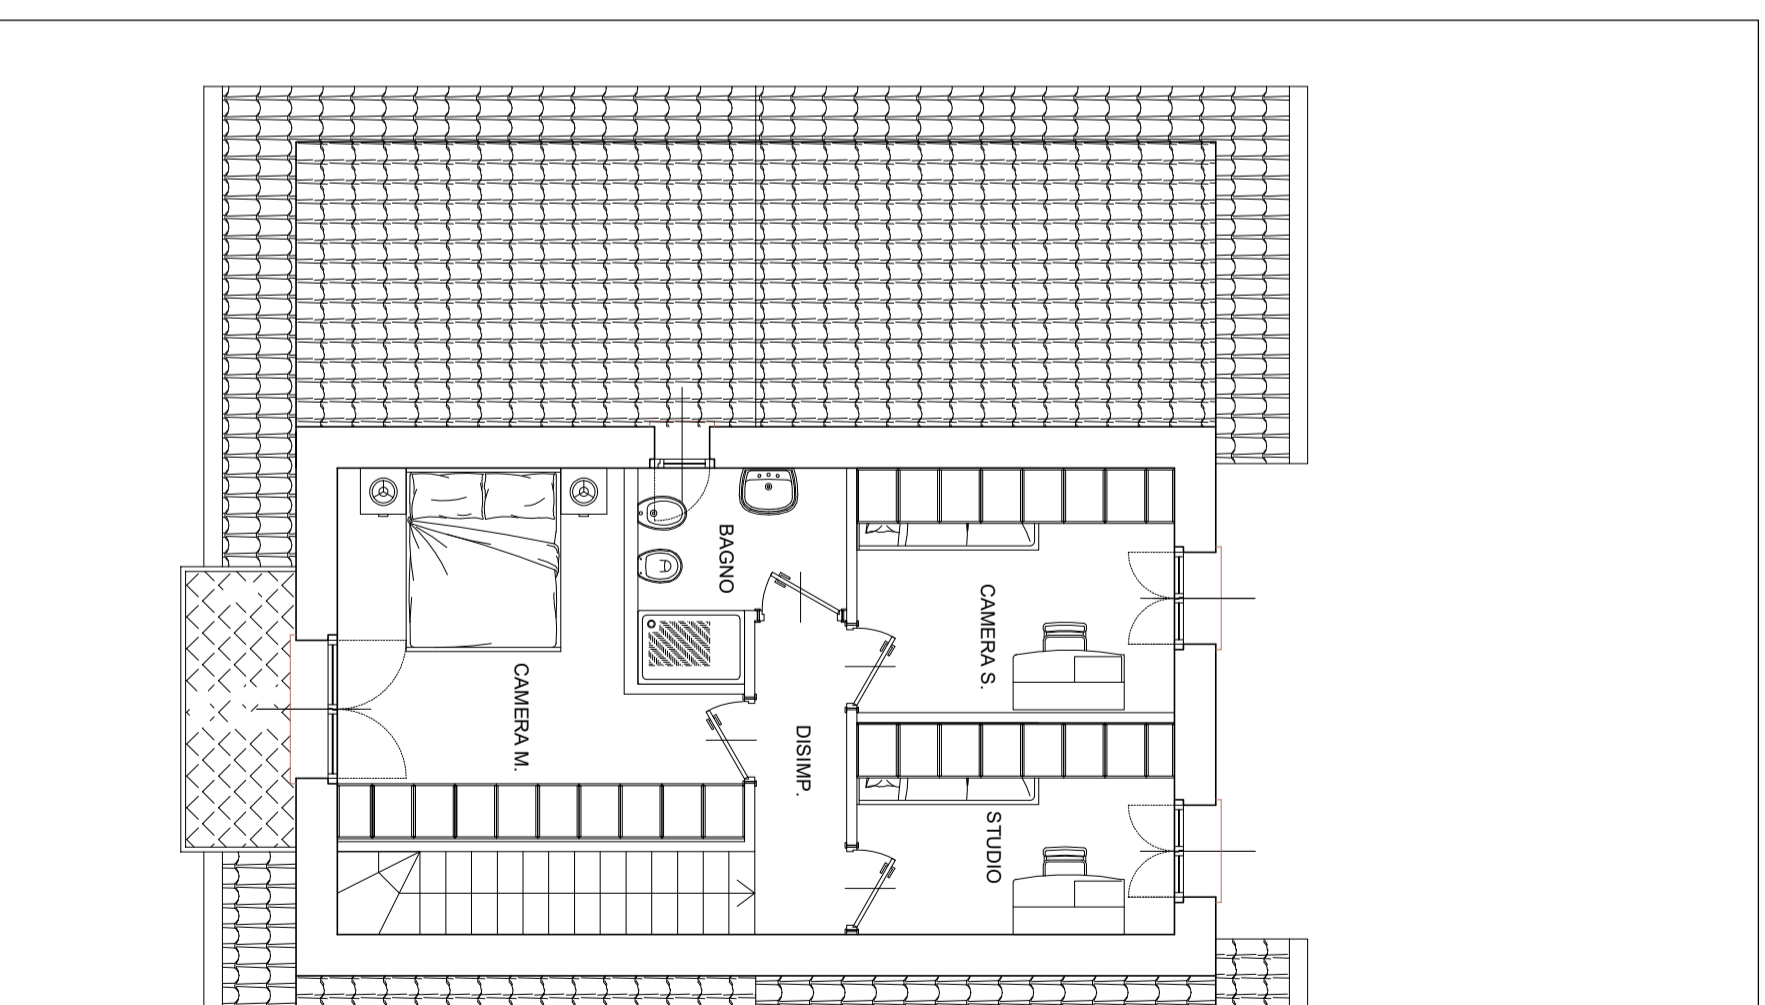 BAGNO
CAMERA S.
CAMERA M.
DISIMP.
STUDIO